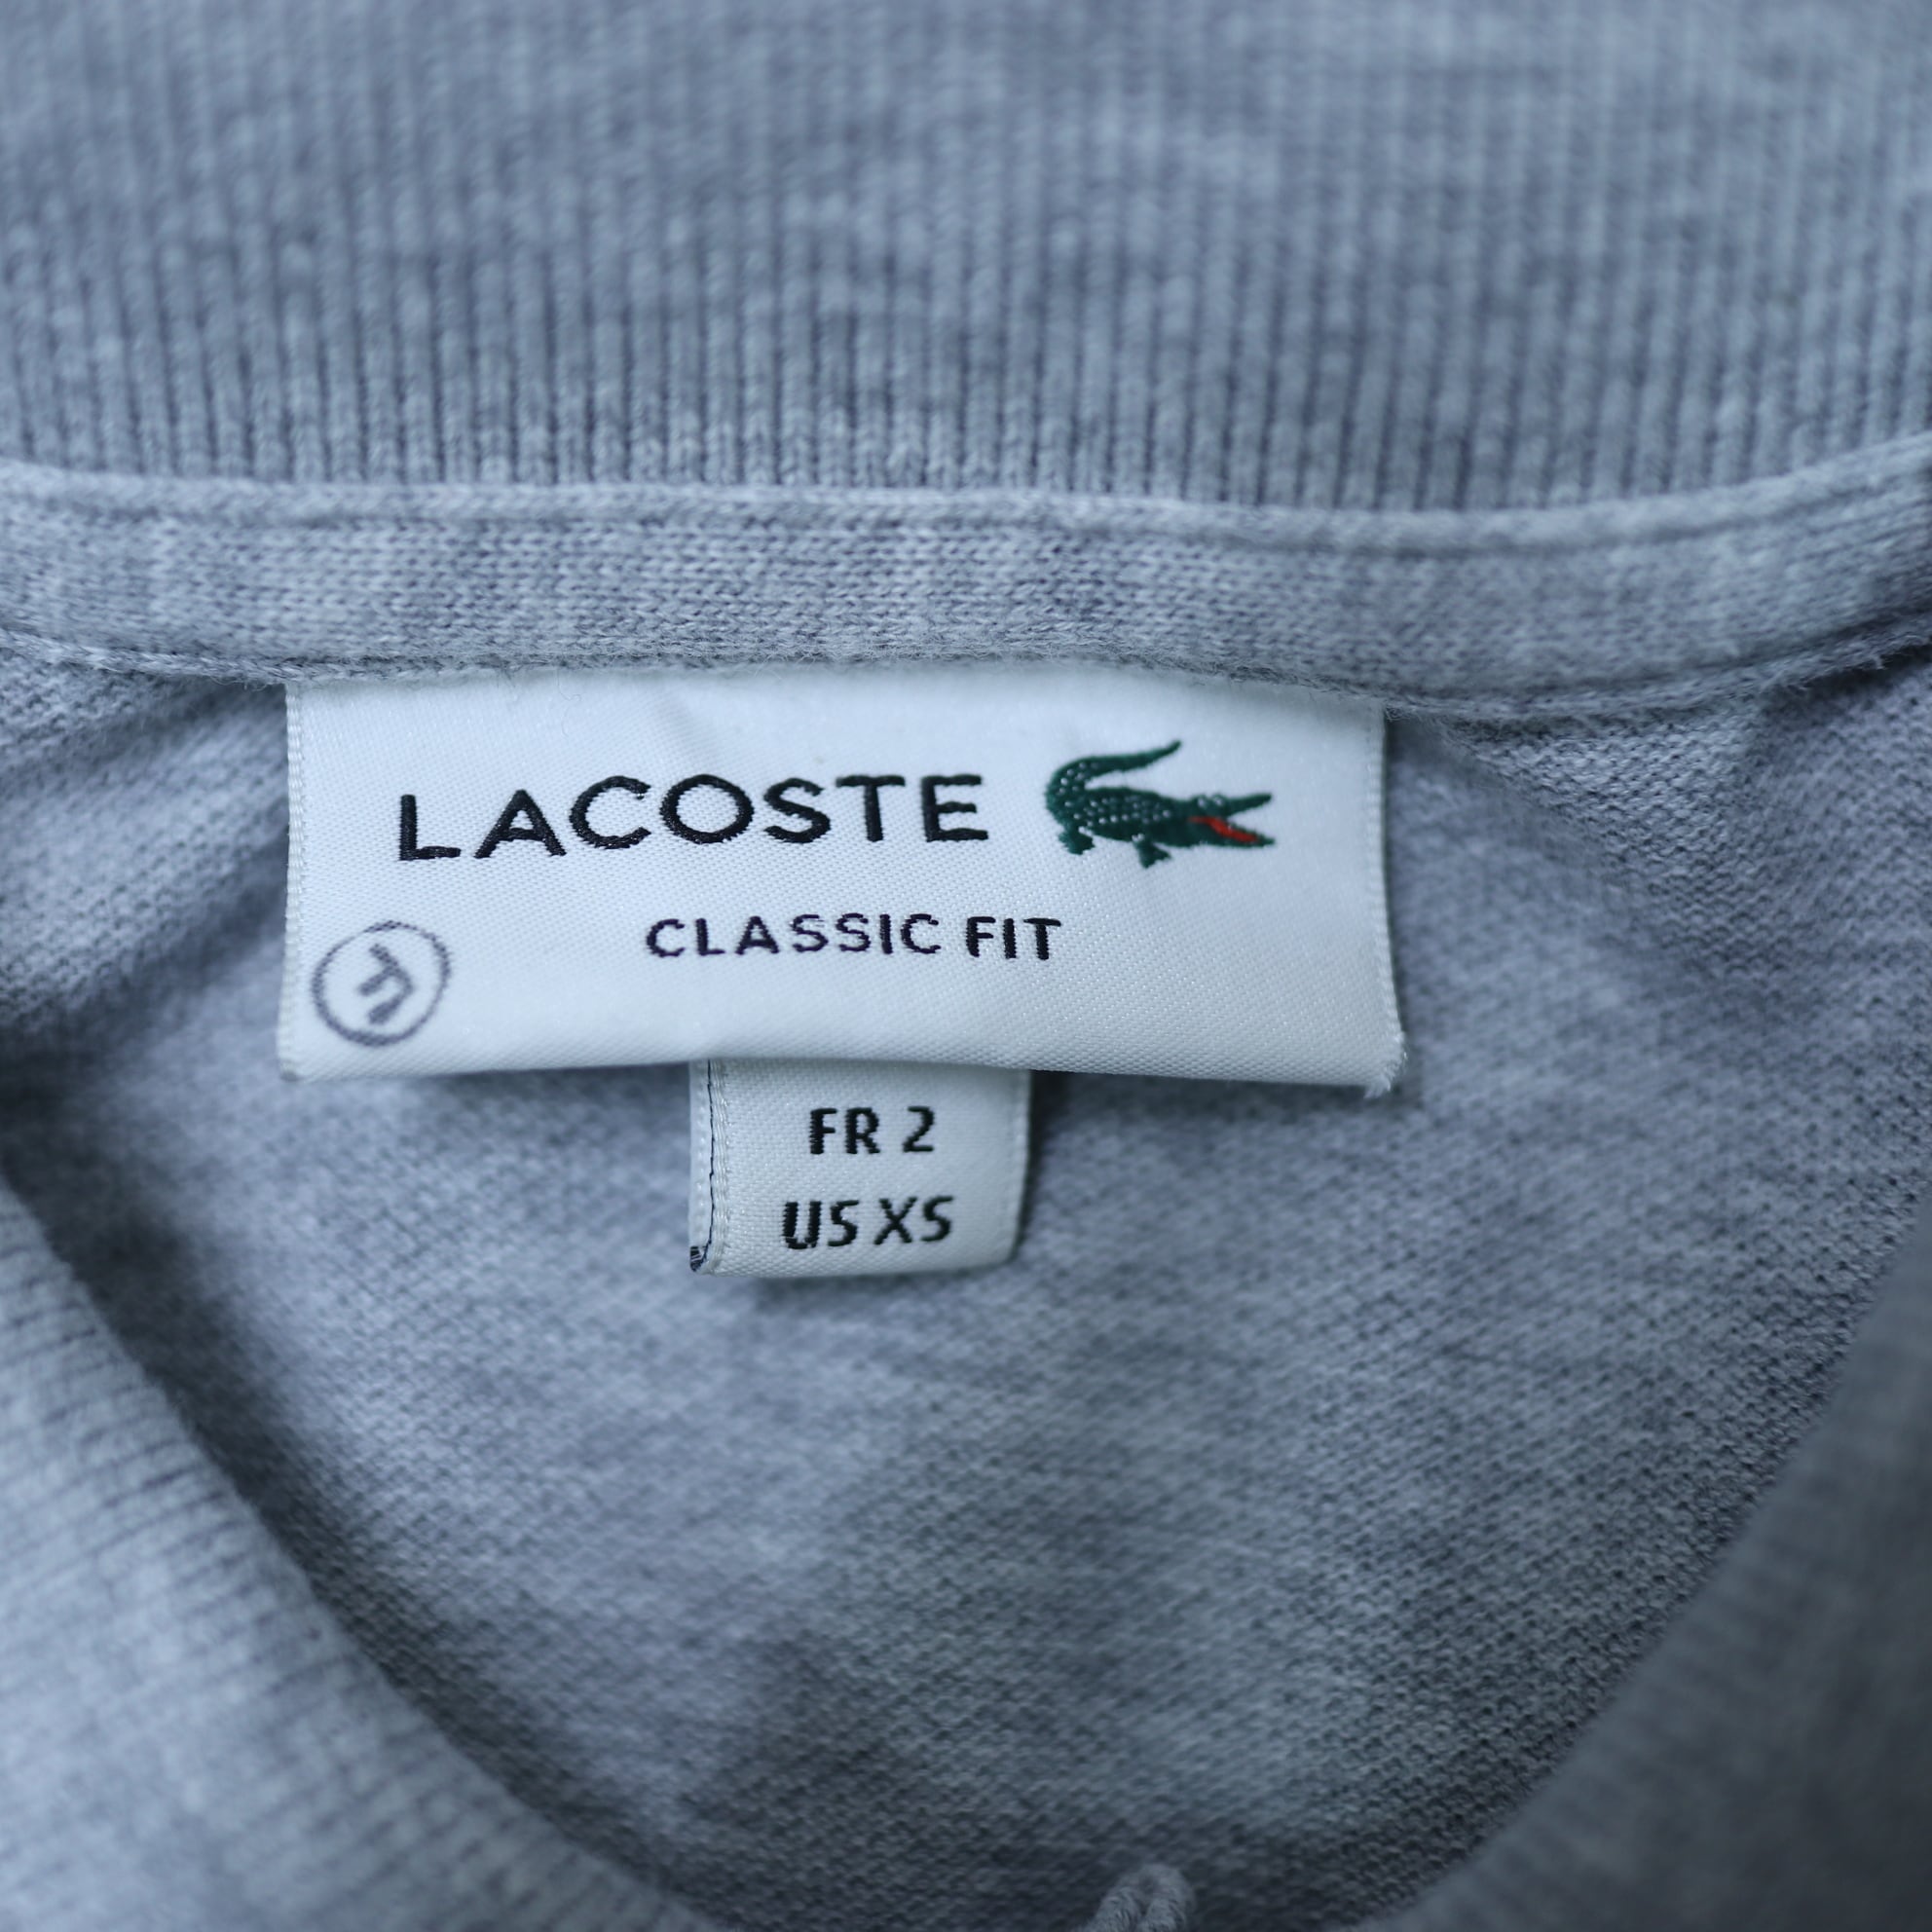 LACOSTE
CLASSIC FIT
FR 2
US XS